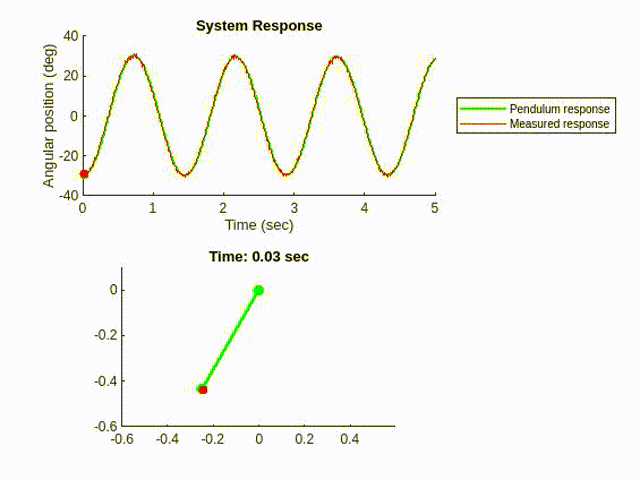 System Response
Angular position (deg)
40
20
0
-20
-40
0 1 2 3 4 5
Time (sec)
Pendulum response
Measured response
Time: 0.03 sec
0
-0.2
-0.4
-0.6
-0.6 -0.4 -0.2 0 0.2 0.4